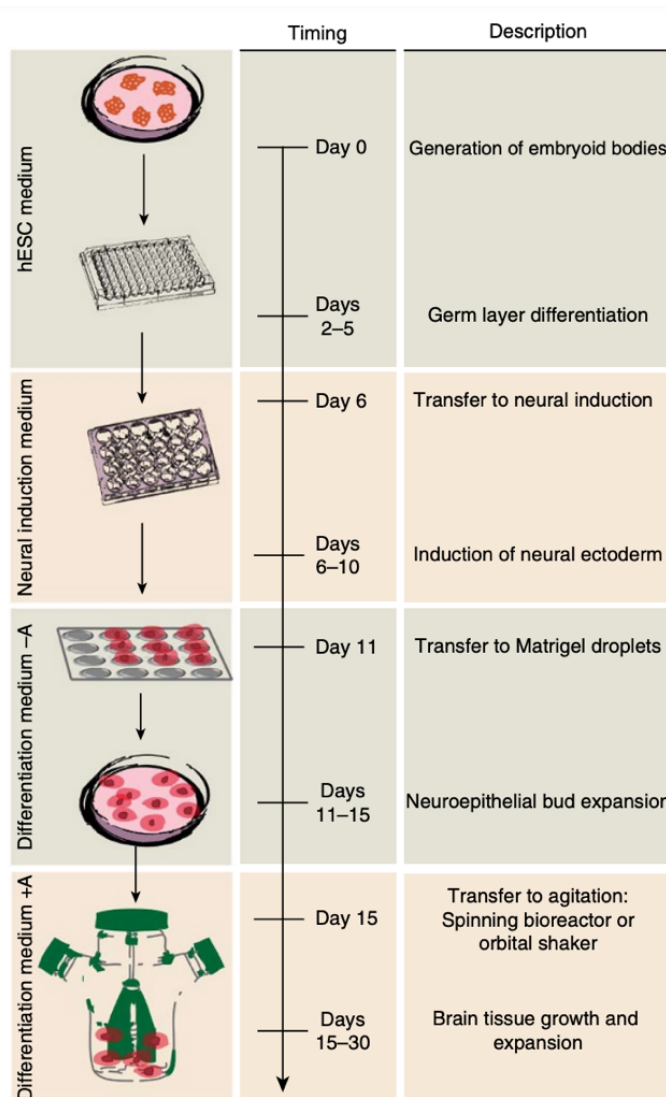 Timing
Description
hESC medium
Day 0
Generation of embryoid bodies
Days
2–5
Germ layer differentiation
Neural induction medium
Day 6
Transfer to neural induction
Days
6–10
Induction of neural ectoderm
Differentiation medium –A
Day 11
Transfer to Matrigel droplets
Days
11–15
Neuroepithelial bud expansion
Differentiation medium +A
Day 15
Transfer to agitation:
Spinning bioreactor or
orbital shaker
Days
15–30
Brain tissue growth and
expansion